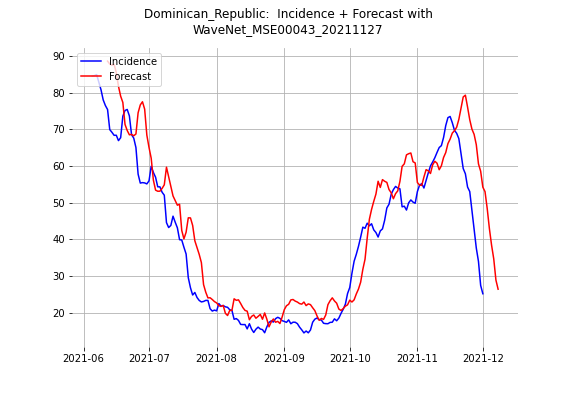 Dominican_Republic:  Incidence + Forecast with
WaveNet_MSE00043_20211127
Incidence
Forecast
90
80
70
60
50
40
30
20
2021-06 2021-07 2021-08 2021-09 2021-10 2021-11 2021-12